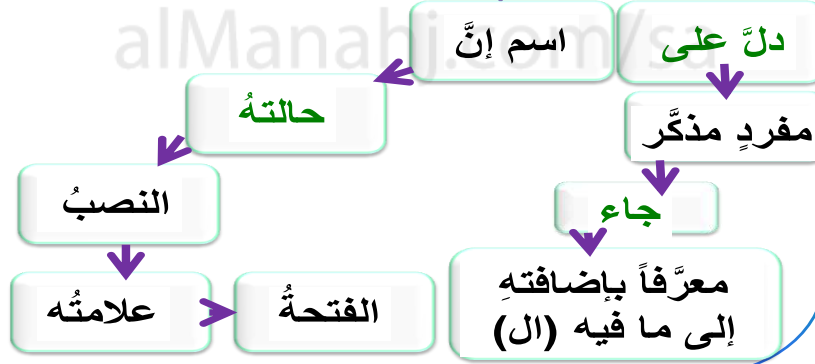 alManahj.com/sa
دلَّ على
مفردٍ مذكَّر
جاء
معرَّفاً بإضافتهِ
إلى ما فيه (ال)
اسم إنَّ
حالتهُ
النصبُ
علامتُه
الفتحةُ